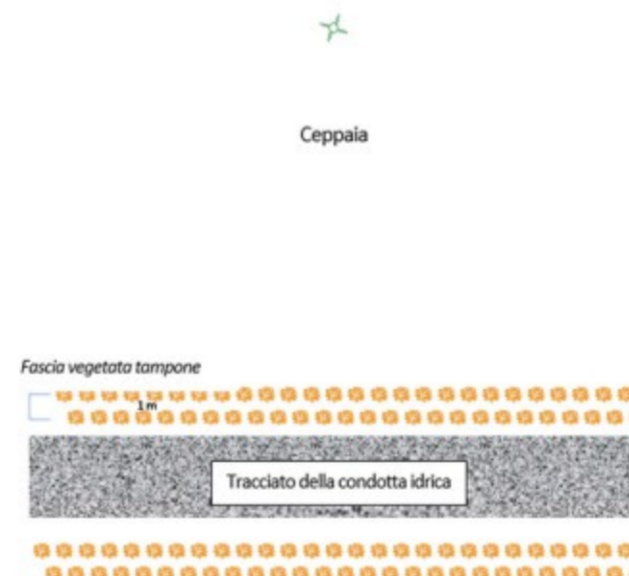 Ceppaia
Fascia vegetata tampone
1 m
Tracciato della condotta idrica